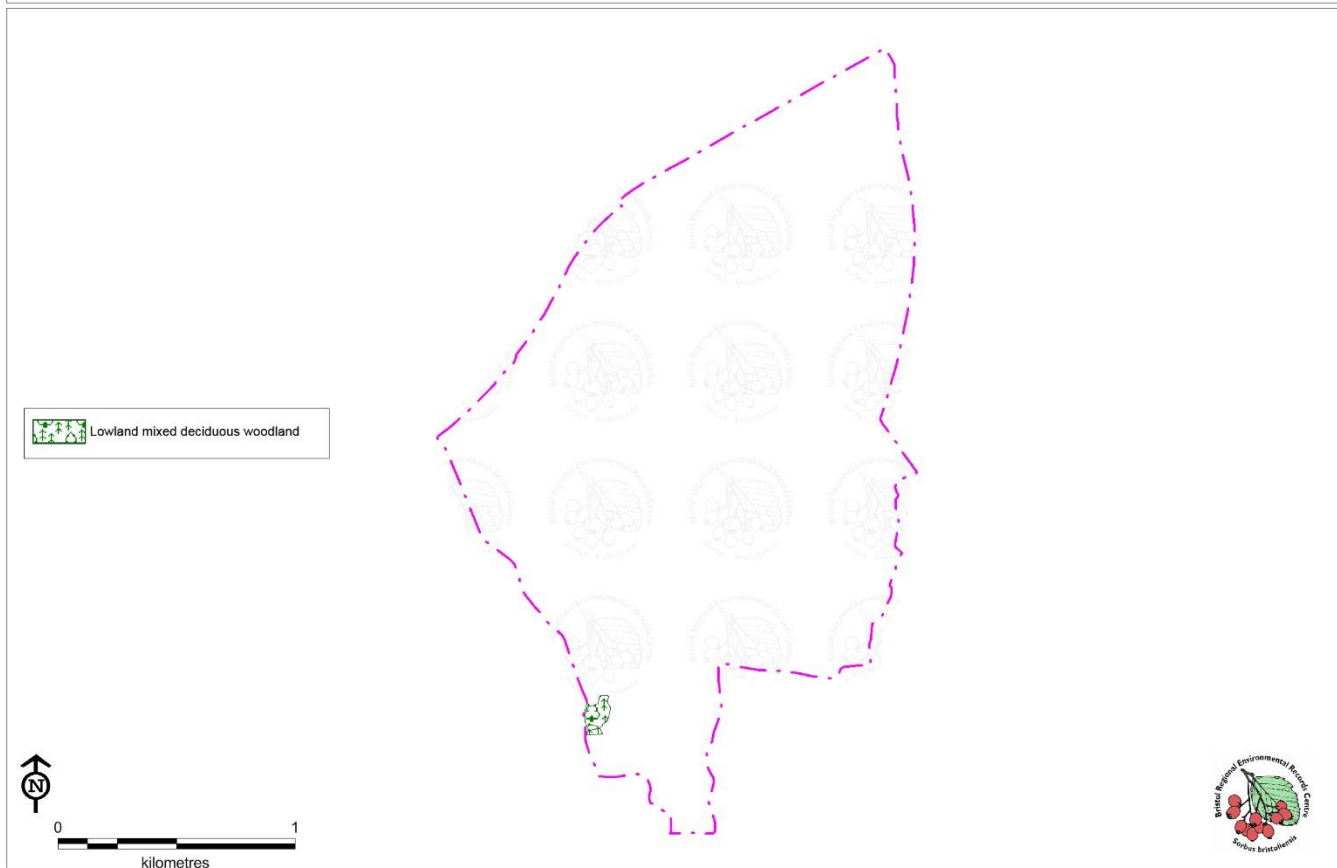 Lowland mixed deciduous woodland
N
0 1
kilometres
Bristol Regional Environmental Records Centre
Sorbus bristoliensis